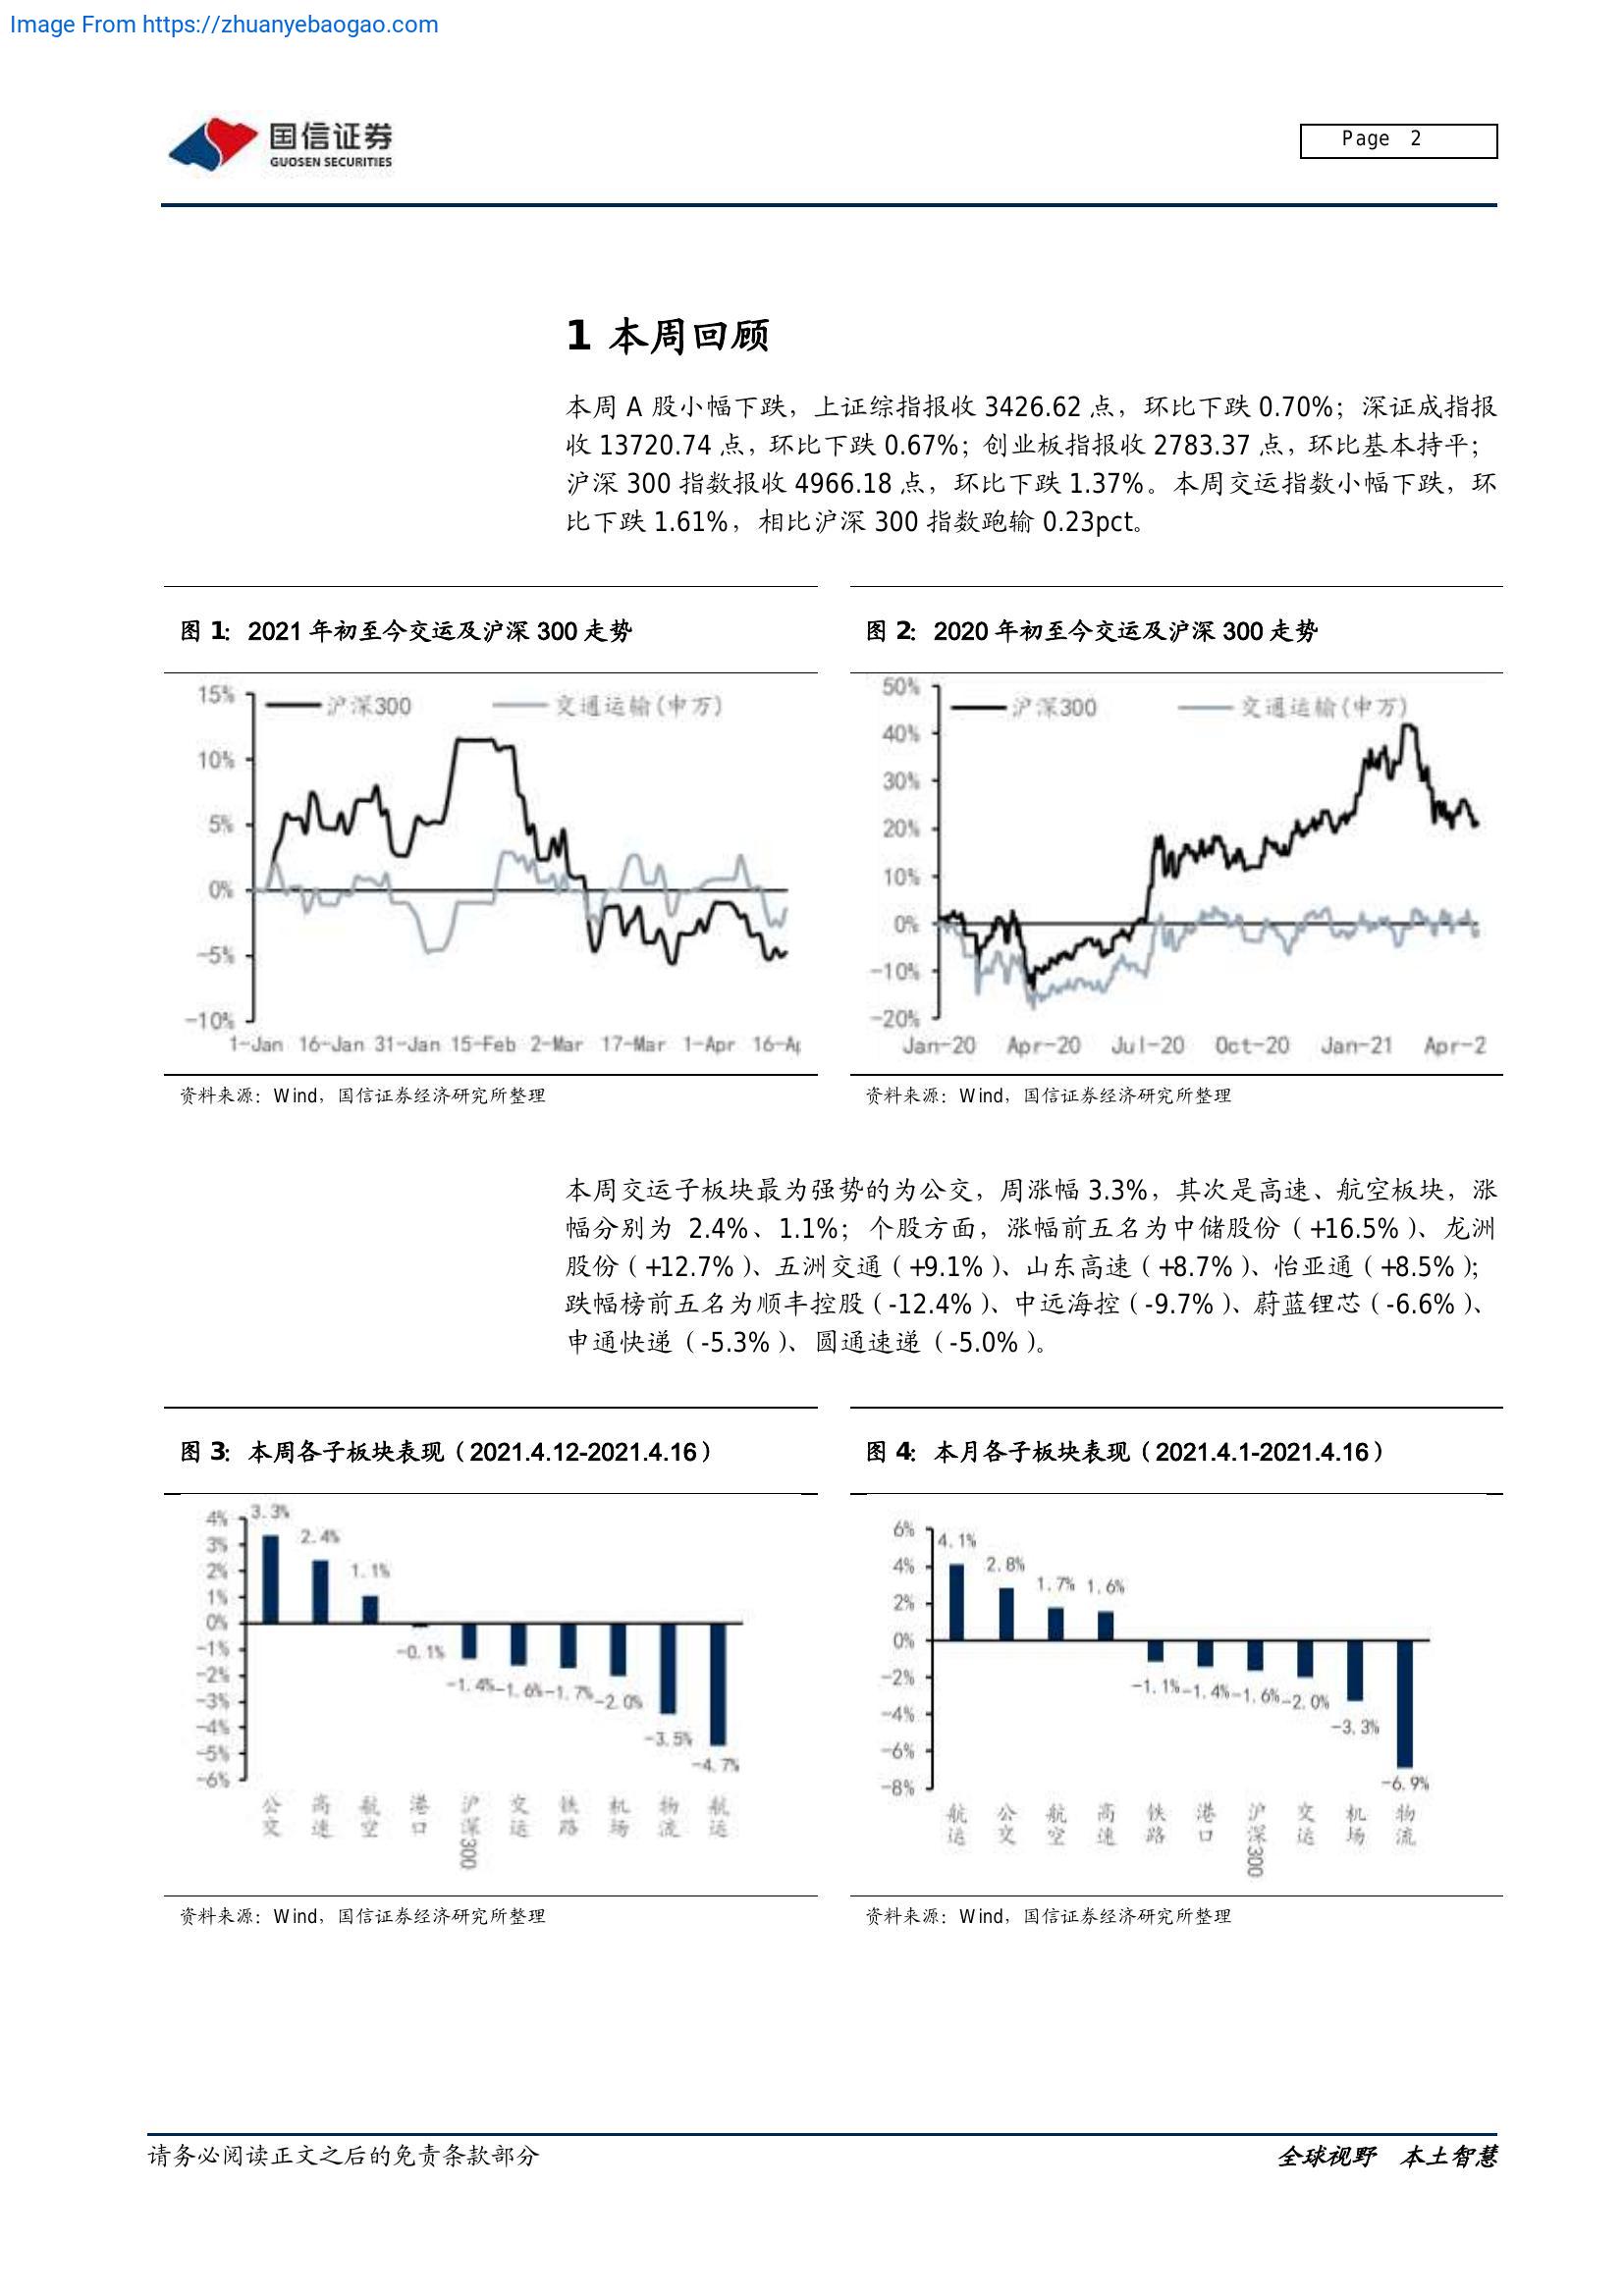 Image From https://zhuanyebaogao.com
国信证券
GUOSEN SECURITIES
Page 2
1 本周回顾
本周 A 股小幅下跌，上证综指报收 3426.62 点，环比下跌 0.70%；深证成指报
收 13720.74 点，环比下跌 0.67%；创业板指报收 2783.37 点，环比基本持平；
沪深 300 指数报收 4966.18 点，环比下跌 1.37%。本周交运指数小幅下跌，环
比下跌 1.61%，相比沪深 300 指数跑输 0.23pct。
图 1：2021 年初至今交运及沪深 300 走势
15%
10%
5%
0%
-5%
-10%
沪深300 交通运输(申万)
1-Jan 16-Jan 31-Jan 15-Feb 2-Mar 17-Mar 1-Apr 16-Ap
资料来源：Wind，国信证券经济研究所整理
图 2：2020 年初至今交运及沪深 300 走势
50%
40%
30%
20%
10%
0%
-10%
-20%
沪深300 交通运输(申万)
Jan-20 Apr-20 Jul-20 Oct-20 Jan-21 Apr-2
资料来源：Wind，国信证券经济研究所整理
本周交运子板块最为强势的为公交，周涨幅 3.3%，其次是高速、航空板块，涨
幅分别为 2.4%、1.1%；个股方面，涨幅前五名为中储股份（+16.5%）、龙洲
股份（+12.7%）、五洲交通（+9.1%）、山东高速（+8.7%）、怡亚通（+8.5%）；
跌幅榜前五名为顺丰控股（-12.4%）、中远海控（-9.7%）、蔚蓝锂芯（-6.6%）、
申通快递（-5.3%）、圆通速递（-5.0%）。
图 3：本周各子板块表现（2021.4.12-2021.4.16）
4%
3%
2%
1%
0%
-1%
-2%
-3%
-4%
-5%
-6%
3.3% 2.4% 1.1% -0.1% -1.4% -1.6% -1.7% -2.0% -3.5% -4.7%
公交 高速 航空 港口 沪深300 交运 铁路 机场 物流 航运
资料来源：Wind，国信证券经济研究所整理
图 4：本月各子板块表现（2021.4.1-2021.4.16）
6%
4%
2%
0%
-2%
-4%
-6%
-8%
4.1% 2.8% 1.7% 1.6% -1.1% -1.4% -1.6% -2.0% -3.3% -6.9%
航运 公交 航空 高速 铁路 港口 沪深300 交运 机场 物流
资料来源：Wind，国信证券经济研究所整理
请务必阅读正文之后的免责条款部分
全球视野 本土智慧